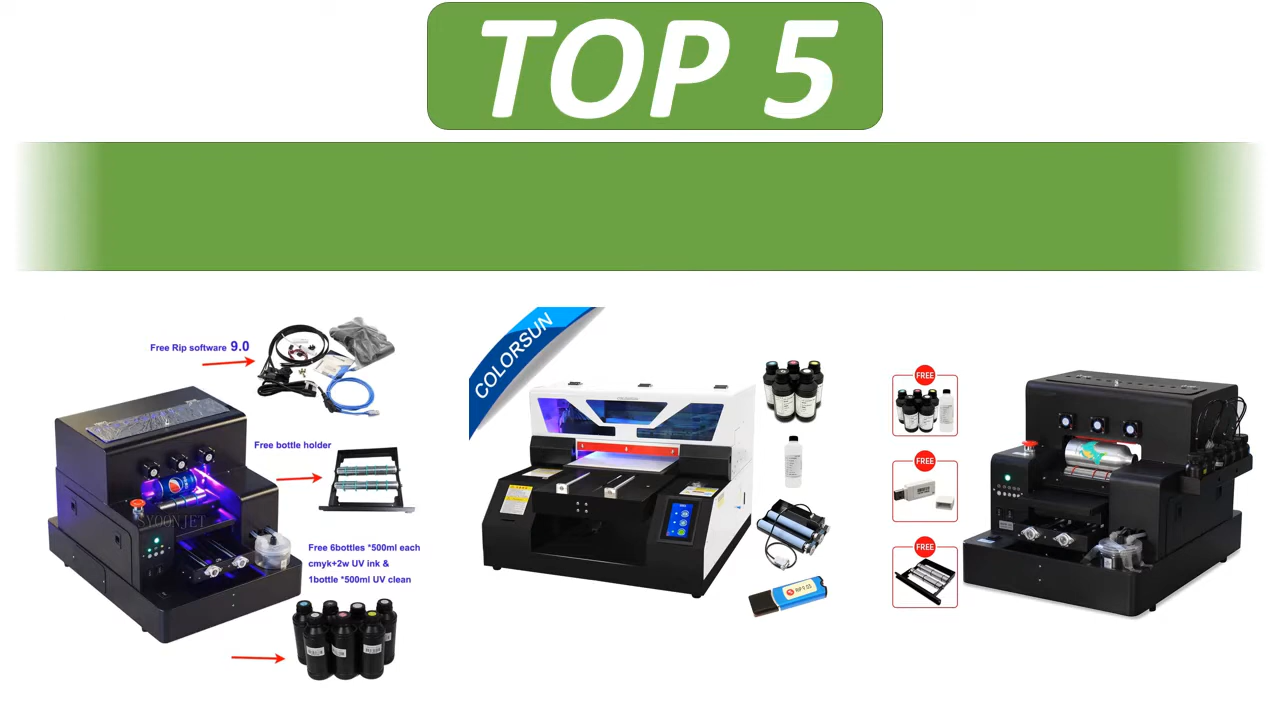 TOP 5
Free Rip software 9.0
Free bottle holder
SYOONJET
Free 6bottles *500ml each
cmyk+2w UV ink &
1bottle *500ml UV clean
COLORSUN
FREE
FREE
FREE